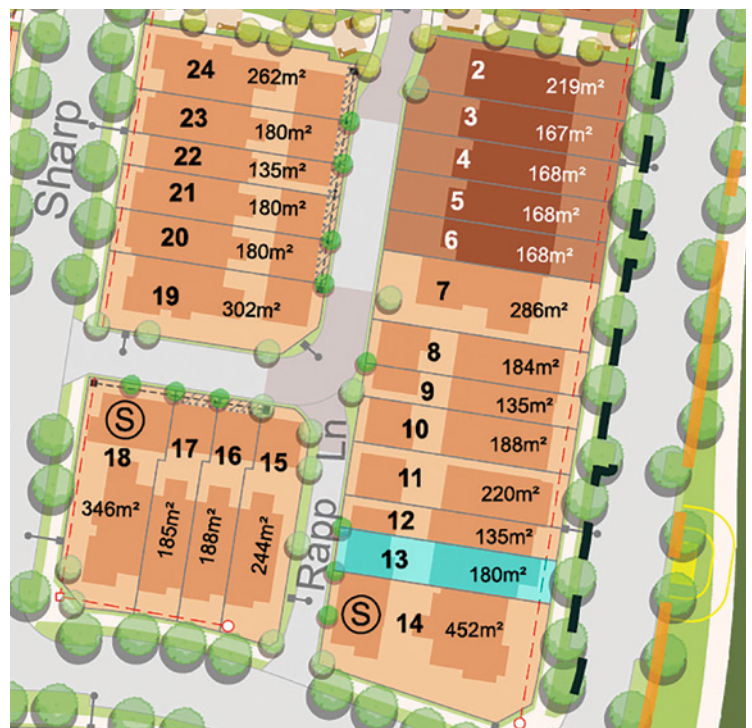 24 262m²
23 180m²
22 135m²
21 180m²
20 180m²
19 302m²
Sharp
2 219m²
3 167m²
4 168m²
5 168m²
6 168m²
7 286m²
8 184m²
9 135m²
10 188m²
11 220m²
12 135m²
13 180m²
14 452m²
S
Rapp Ln
S
18 346m²
17 185m²
16 188m²
15 244m²